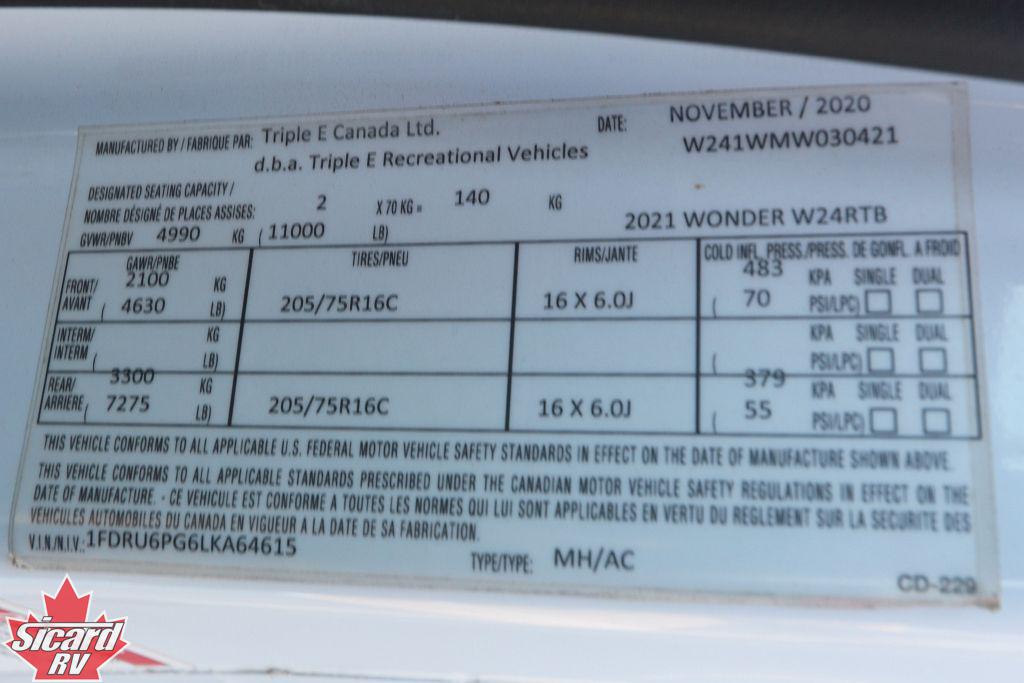 MANUFACTURED BY / FABRIQUE PAR: Triple E Canada Ltd. DATE: NOVEMBER / 2020
d.b.a. Triple E Recreational Vehicles W241WMW030421
DESIGNATED SEATING CAPACITY /
NOMBRE DÉSIGNÉ DE PLACES ASSISES: 2 X 70 KG = 140 KG
2021 WONDER W24RTB
GVWR/PNBV 4990 KG ( 11000 LB)
GAWR/PNBE TIRES/PNEU RIMS/JANTE COLD INFL. PRESS./PRESS. DE GONFL. A FROID
FRONT/ 2100 KG 483 KPA SINGLE DUAL
AVANT ( 4630 LB) 205/75R16C 16 X 6.0J ( 70 PSI/LPC)
INTERM/ KG KPA SINGLE DUAL
INTERM ( LB) ( PSI/LPC)
REAR/ 3300 KG 379 KPA SINGLE DUAL
ARRIERE ( 7275 LB) 205/75R16C 16 X 6.0J ( 55 PSI/LPC)
THIS VEHICLE CONFORMS TO ALL APPLICABLE U.S. FEDERAL MOTOR VEHICLE SAFETY STANDARDS IN EFFECT ON THE DATE OF MANUFACTURE SHOWN ABOVE.
THIS VEHICLE CONFORMS TO ALL APPLICABLE STANDARDS PRESCRIBED UNDER THE CANADIAN MOTOR VEHICLE SAFETY REGULATIONS IN EFFECT ON THE
DATE OF MANUFACTURE. - CE VEHICULE EST CONFORME A TOUTES LES NORMES QUI LUI SONT APPLICABLES EN VERTU DU REGLEMENT SUR LA SECURITE DES
VEHICULES AUTOMOBILES DU CANADA EN VIGUEUR A LA DATE DE SA FABRICATION.
V.I.N./N.I.V.: 1FDRU6PG6LKA64615 TYPE/TYPE: MH/AC
CD-229
Sicard
RV